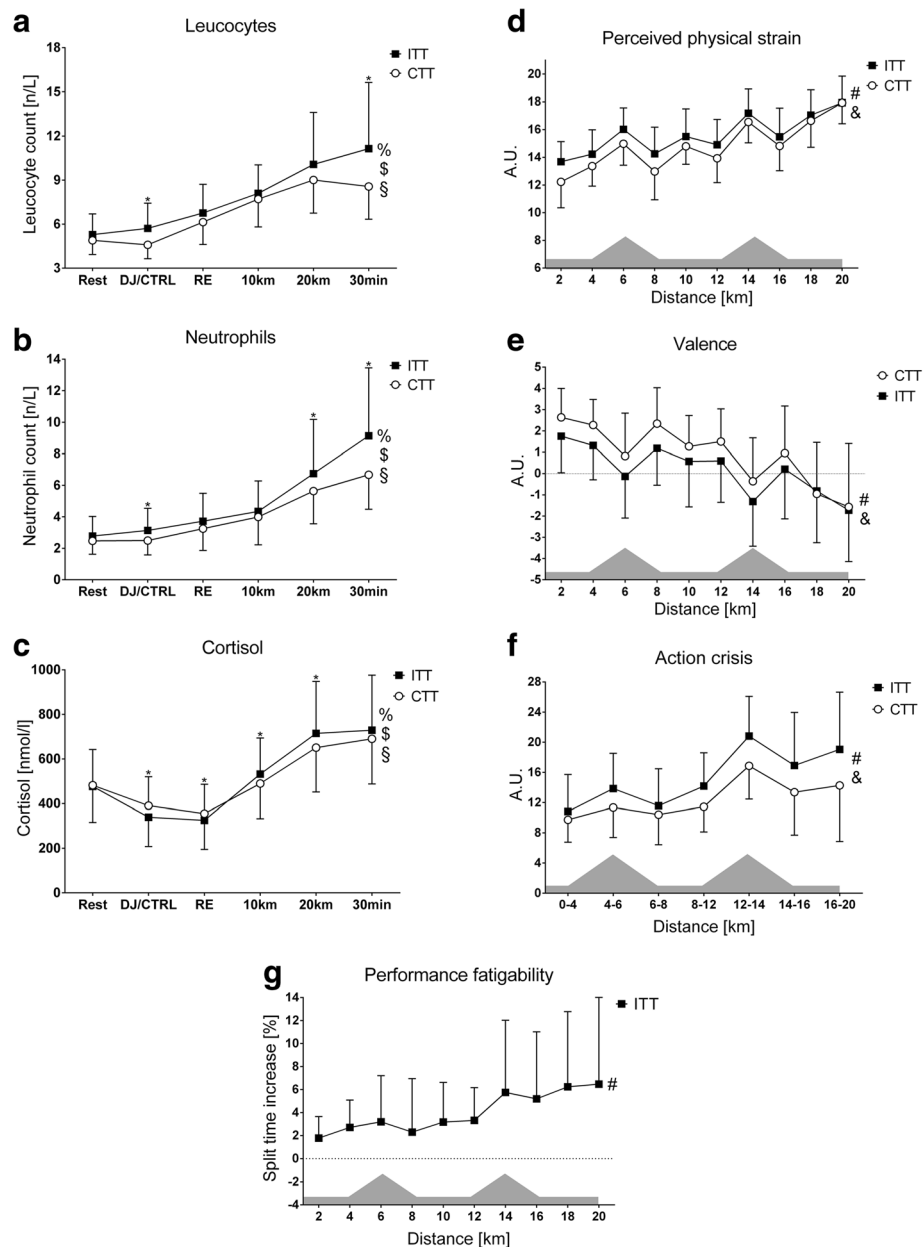 a
Leucocytes
ITT
CTT
Leucocyte count [n/L]
18
15
12
9
6
3
*
*
%
$
§
Rest DJ/CTRL RE 10km 20km 30min
b
Neutrophils
ITT
CTT
Neutrophil count [n/L]
14
12
10
8
6
4
2
0
*
*
*
%
$
§
Rest DJ/CTRL RE 10km 20km 30min
c
Cortisol
ITT
CTT
Cortisol [nmol/l]
1000
800
600
400
200
0
*
*
*
*
%
$
§
Rest DJ/CTRL RE 10km 20km 30min
d
Perceived physical strain
ITT
CTT
A.U.
20
18
16
14
12
10
8
6
#
&
2 4 6 8 10 12 14 16 18 20
Distance [km]
e
Valence
CTT
ITT
A.U.
5
4
3
2
1
0
-1
-2
-3
-4
-5
#
&
2 4 6 8 10 12 14 16 18 20
Distance [km]
f
Action crisis
ITT
CTT
A.U.
28
24
20
16
12
8
4
0
#
&
0-4 4-6 6-8 8-12 12-14 14-16 16-20
Distance [km]
g
Performance fatigability
ITT
Split time increase [%]
14
12
10
8
6
4
2
0
-2
-4
#
2 4 6 8 10 12 14 16 18 20
Distance [km]